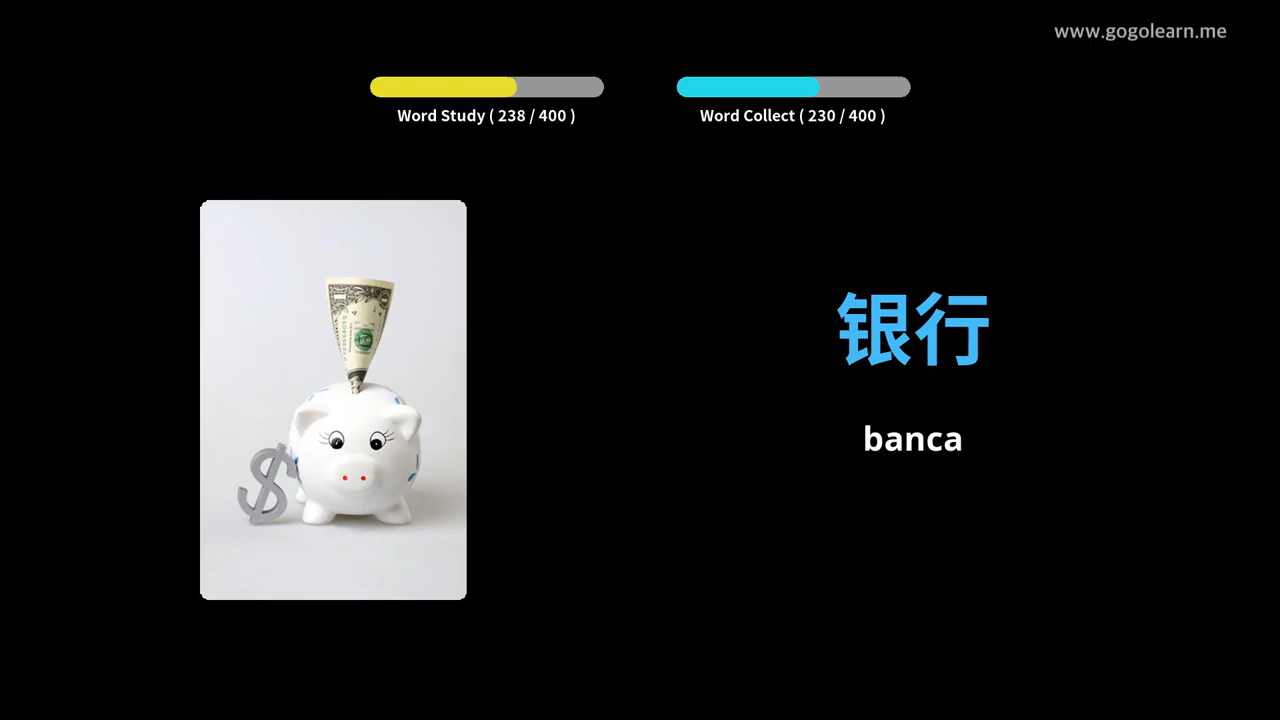 www.gogolearn.me
Word Study ( 238 / 400 )
Word Collect ( 230 / 400 )
银行
banca
$